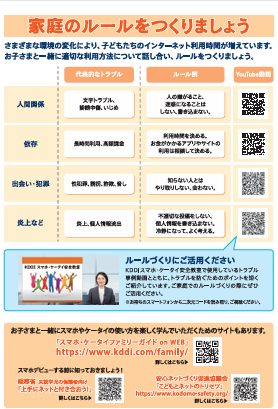 家庭のルールをつくりましょう
さまざまな環境の変化により、子どもたちのインターネット利用時間が増えています。
お子さまと一緒に適切な利用方法について話し合い、ルールをつくりましょう。
代表的なトラブル
ルール例
YouTube動画
人間関係
文字トラブル、
誹謗中傷、いじめ
人の嫌がること、
迷惑になることは
しない、書き込まない。
依存
長時間利用、高額課金
利用時間を決める。
お金がかかるアプリやサイトの
利用は相談して決める。
出会い・犯罪
性犯罪、誘拐、詐欺、脅し
知らない人とは
やり取りしない、会わない。
炎上など
炎上、個人情報流出
不適切な投稿をしない、
個人情報を書き込まない、
冷静になって、よく考える。
KDDI スマホ・ケータイ安全教室
ルールづくりにご活用ください
KDDIスマホ・ケータイ安全教室で使用しているトラブル
事例動画とともに、トラブルを防ぐためのポイントを短く
ご紹介しています。ご家庭でのルールづくりの際にぜひ
ご活用ください。
※お持ちのスマートフォンから二次元コードを読み取り、ご視聴ください。
お子さまと一緒にスマホやケータイの使い方を楽しく学んでいただくためのサイトもあります。
「スマホ・ケータイファミリーガイド on WEB」
https://www.kddi.com/family/
詳しくはこちら▶
スマホデビューする前に知っておきましょう!
総務省
「上手にネットと付き合おう!」
詳しくはこちら▶
安心ネットづくり促進協議会
「こどもとネットのトリセツ」
https://www.kodomo-safety.org/
詳しくはこちら▶